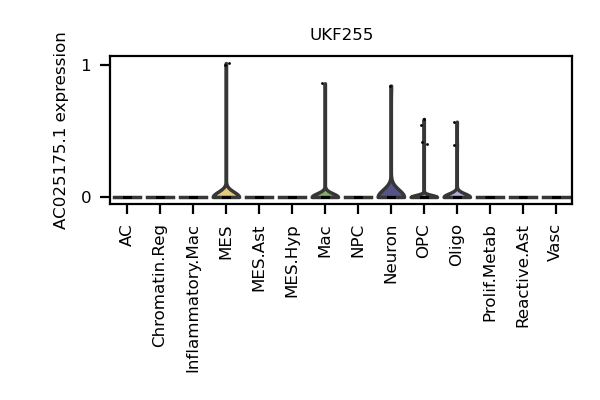 UKF255
AC025175.1 expression
1
0
AC
Chromatin.Reg
Inflammatory.Mac
MES
MES.Ast
MES.Hyp
Mac
NPC
Neuron
OPC
Oligo
Prolif.Metab
Reactive.Ast
Vasc